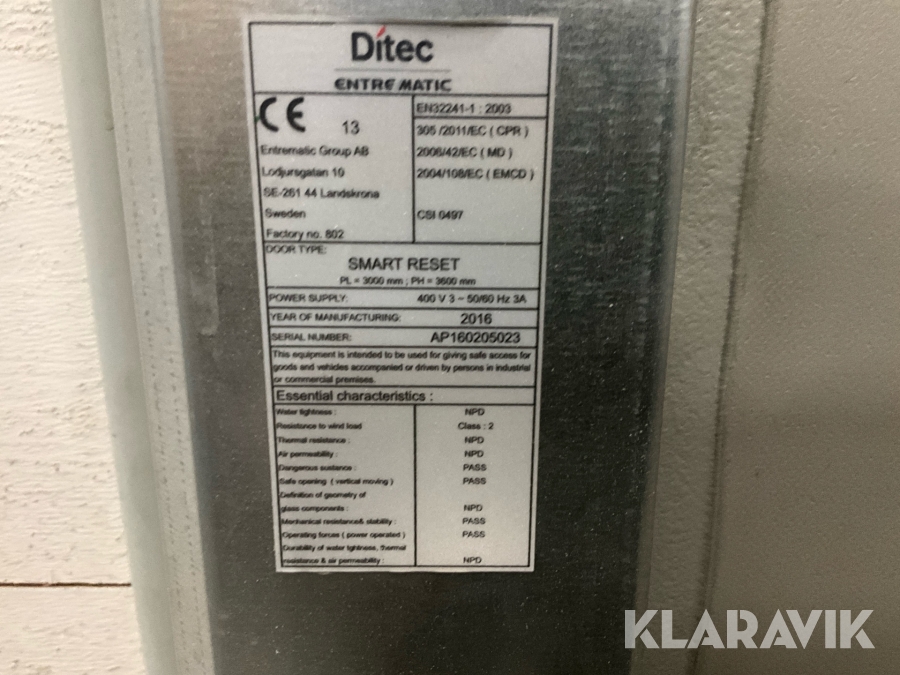 Ditec
ENTREMATIC
CE 13
Entrematic Group AB
Lodjursgatan 10
SE-261 44 Landskrona
Sweden
Factory no. 802
EN32241-1 : 2003
305 /2011/EC ( CPR )
2006/42/EC ( MD )
2004/108/EC ( EMCD )
CSI 0497
DOOR TYPE:
SMART RESET
PL = 3000 mm ; PH = 3600 mm
POWER SUPPLY: 400 V 3 ~ 50/60 Hz 3A
YEAR OF MANUFACTURING: 2016
SERIAL NUMBER: AP160205023
This equipment is intended to be used for giving safe access for
goods and vehicles accompanied or driven by persons in industrial
or commercial premises.
Essential characteristics :
Water tightness : NPD
Resistance to wind load Class : 2
Thermal resistance : NPD
Air permeability : NPD
Dangerous sustance : PASS
Safe opening ( vertical moving ) PASS
Definition of geometry of
glass components : NPD
Mechanical resistance& stability : PASS
Operating forces ( power operated ) PASS
Durability of water tightness, thermal
resistance & air permeability : NPD
KLARAVIK